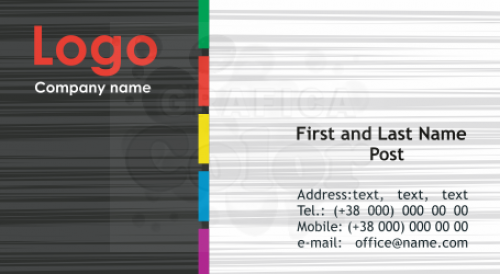 Logo
Company name
GRAFICA
First and Last Name
Post
Address:text, text, text
Tel.: (+38 000) 000 00 00
Mobile: (+38 000) 000 00 00
e-mail: office@name.com